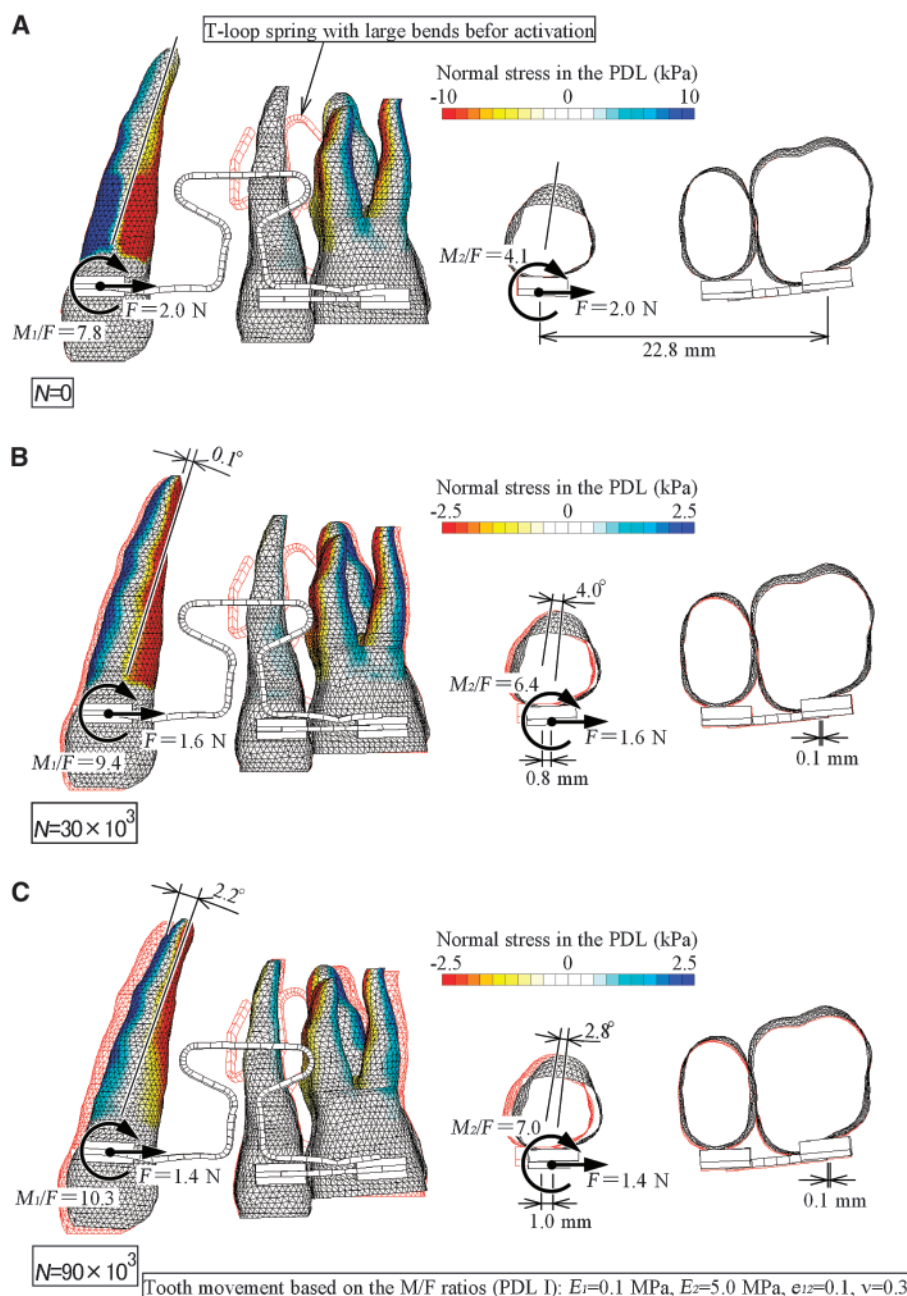 A
T-loop spring with large bends befor activation
Normal stress in the PDL (kPa)
-10 0 10
M2/F=4.1
F=2.0 N
F=2.0 N
M1/F=7.8
22.8 mm
N=0
B
0.1°
Normal stress in the PDL (kPa)
-2.5 0 2.5
4.0°
M2/F=6.4
F=1.6 N
F=1.6 N
M1/F=9.4
0.8 mm
0.1 mm
N=30×10³
C
2.2°
Normal stress in the PDL (kPa)
-2.5 0 2.5
2.8°
M2/F=7.0
F=1.4 N
F=1.4 N
M1/F=10.3
1.0 mm
0.1 mm
N=90×10³
Tooth movement based on the M/F ratios (PDL I): E1=0.1 MPa, E2=5.0 MPa, e12=0.1, ν=0.3